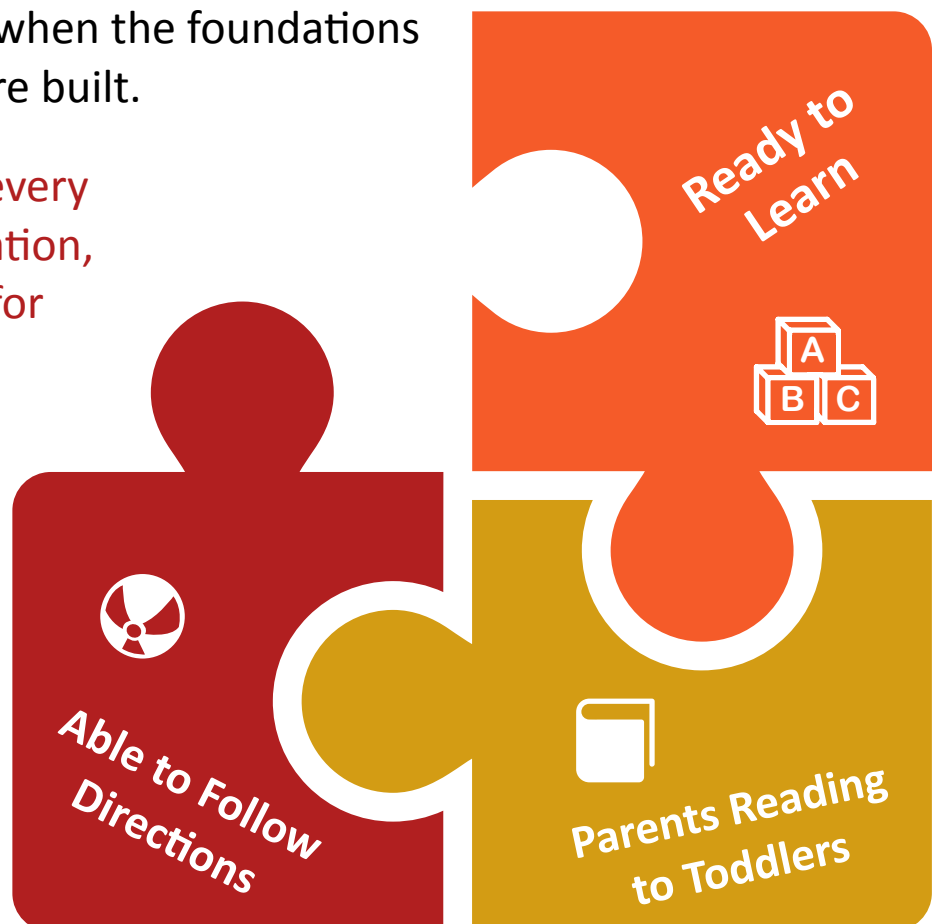 when the foundations
re built.
every
ation,
for
Ready to
Learn
A
B C
Able to Follow
Directions
Parents Reading
to Toddlers